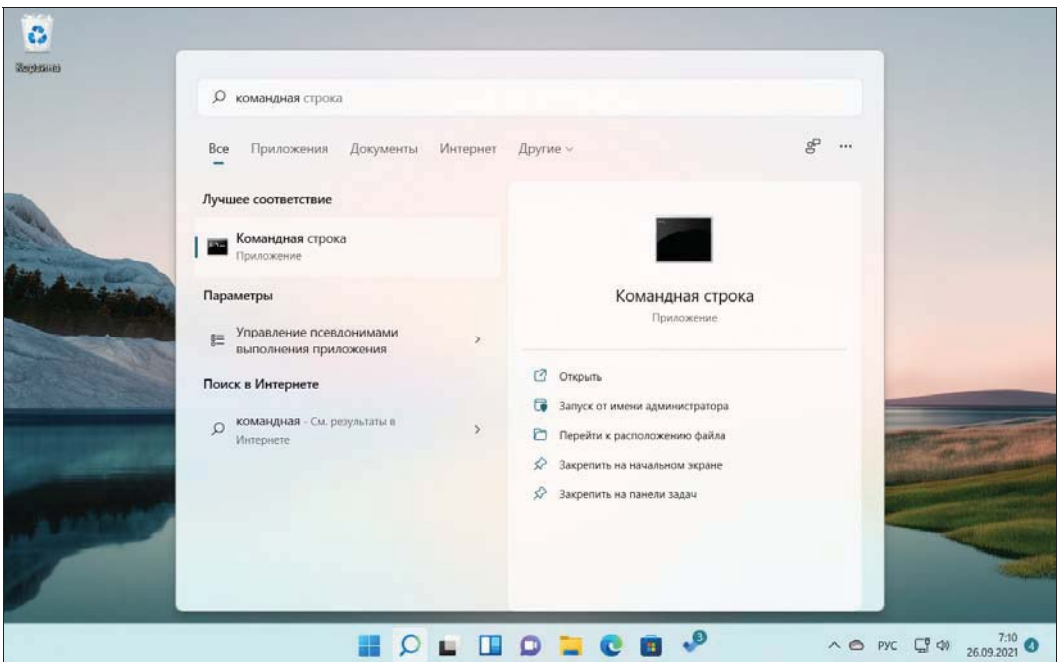 Корзина
командная строка
Все Приложения Документы Интернет Другие
Лучшее соответствие
Командная строка
Приложение
Параметры
Управление псевдонимами
выполнения приложения
Поиск в Интернете
командная - См. результаты в
Интернете
Командная строка
Приложение
Открыть
Запуск от имени администратора
Перейти к расположению файла
Закрепить на начальном экране
Закрепить на панели задач
3
РУС
7:10
26.09.2021
4